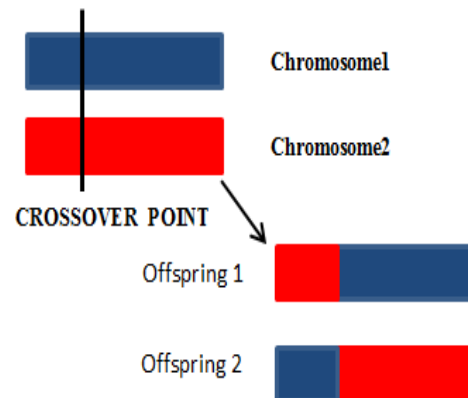 Chromosome1
Chromosome2
CROSSOVER POINT
Offspring 1
Offspring 2